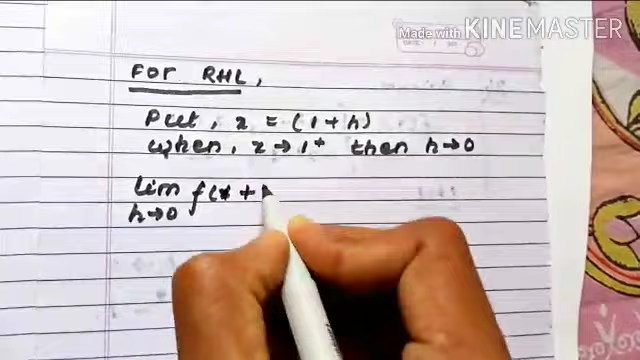 Made with KINEMASTER
FOR RHL,
Put, x = (1+h)
when, x→1⁺ then h→0
lim f(x +
h→0